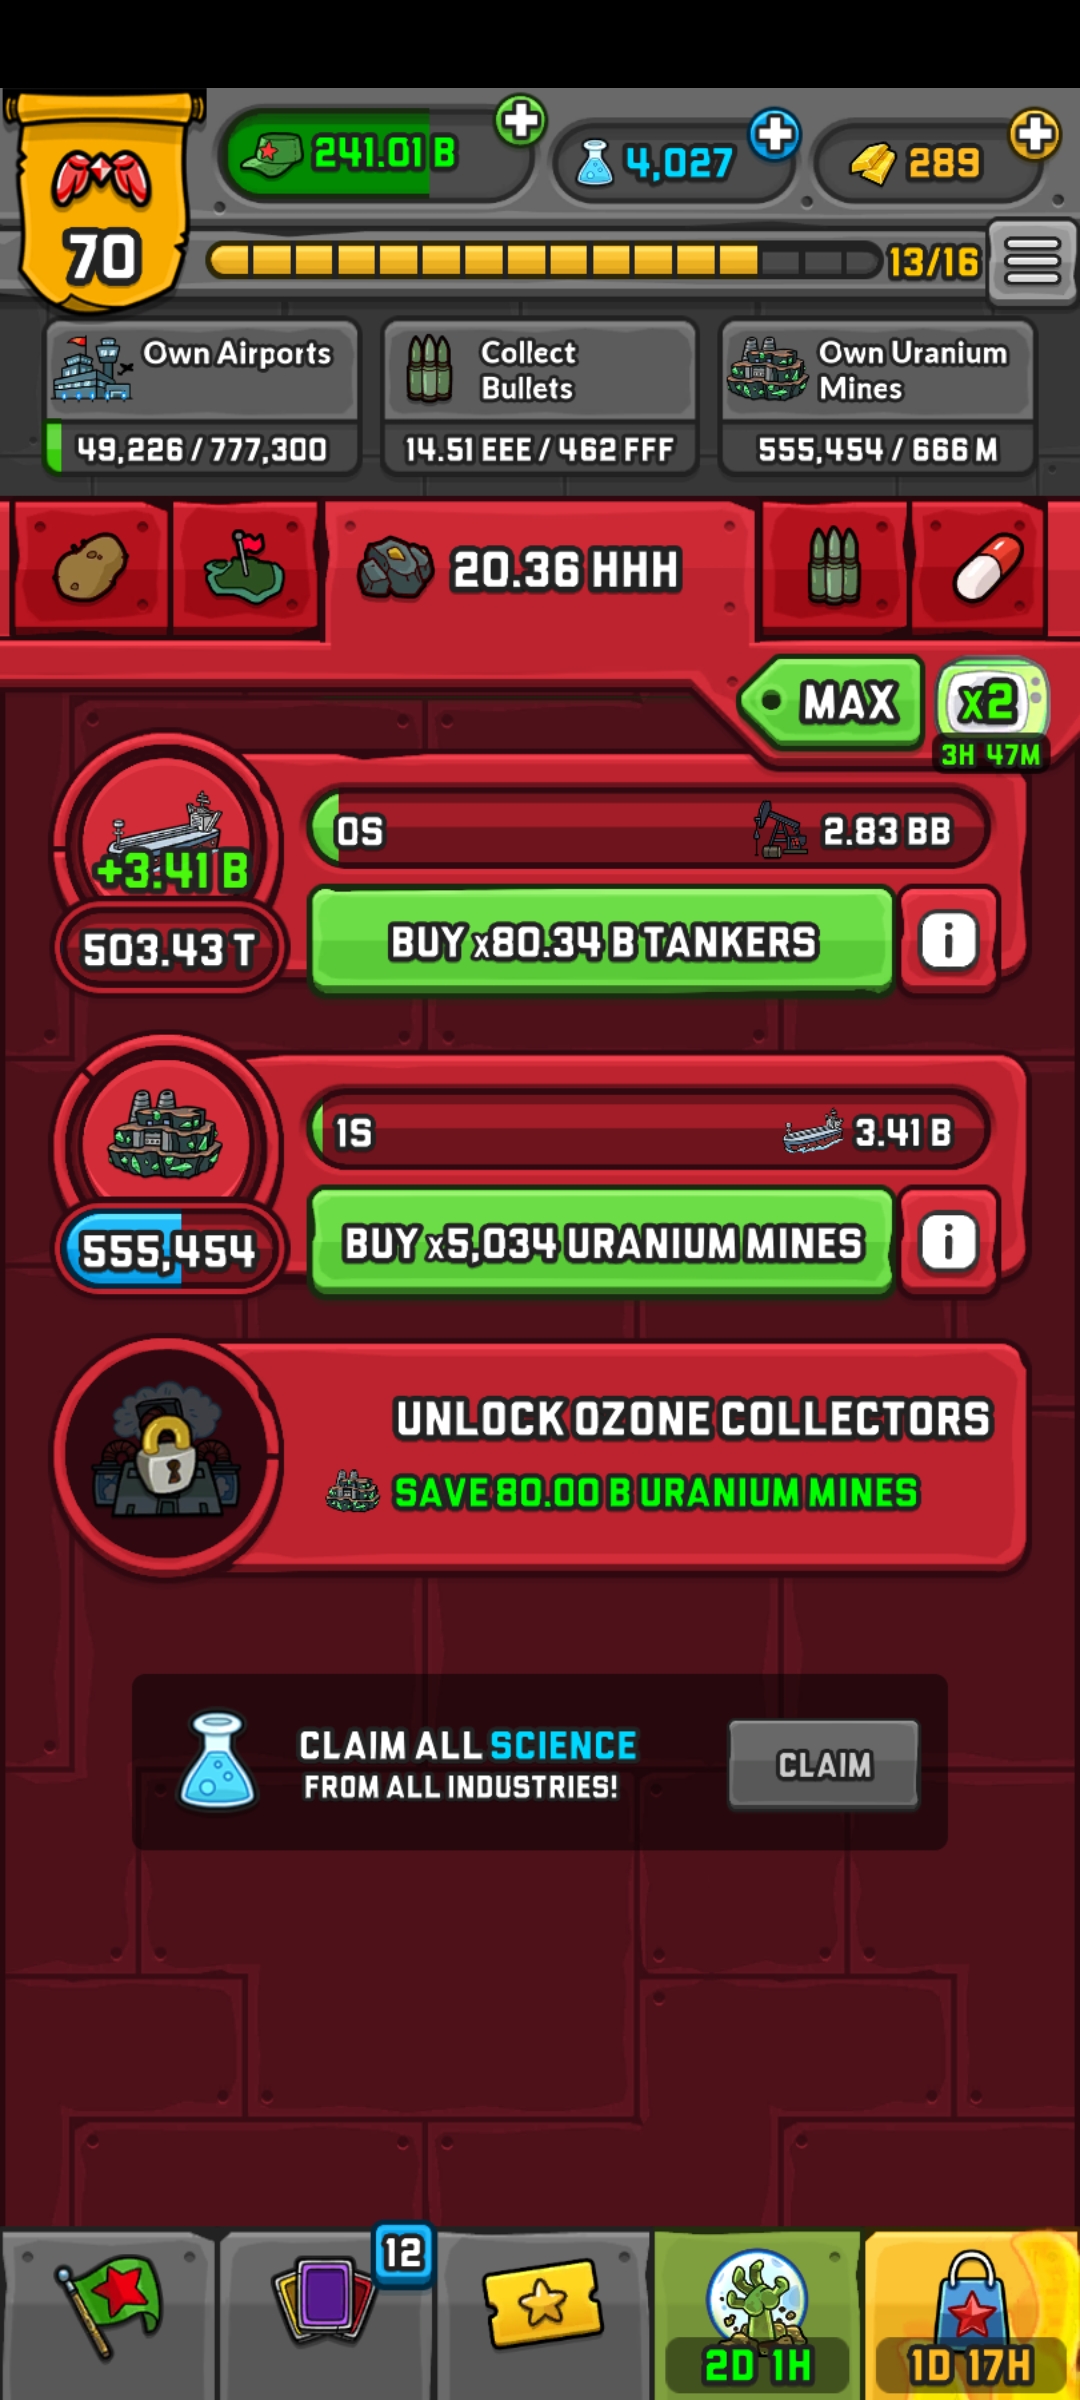 241.01 B
4,027
289
70
13/16
Own Airports
49,226 / 777,300
Collect
Bullets
14.51 EEE / 462 FFF
Own Uranium
Mines
555,454 / 666 M
20.36 HHH
MAX
x2
3H 47M
+3.41 B
503.43 T
0S
2.83 BB
BUY x80.34 B TANKERS
i
555,454
1S
3.41 B
BUY x5,034 URANIUM MINES
i
UNLOCK OZONE COLLECTORS
SAVE 80.00 B URANIUM MINES
CLAIM ALL SCIENCE
FROM ALL INDUSTRIES!
CLAIM
12
2D 1H
1D 17H